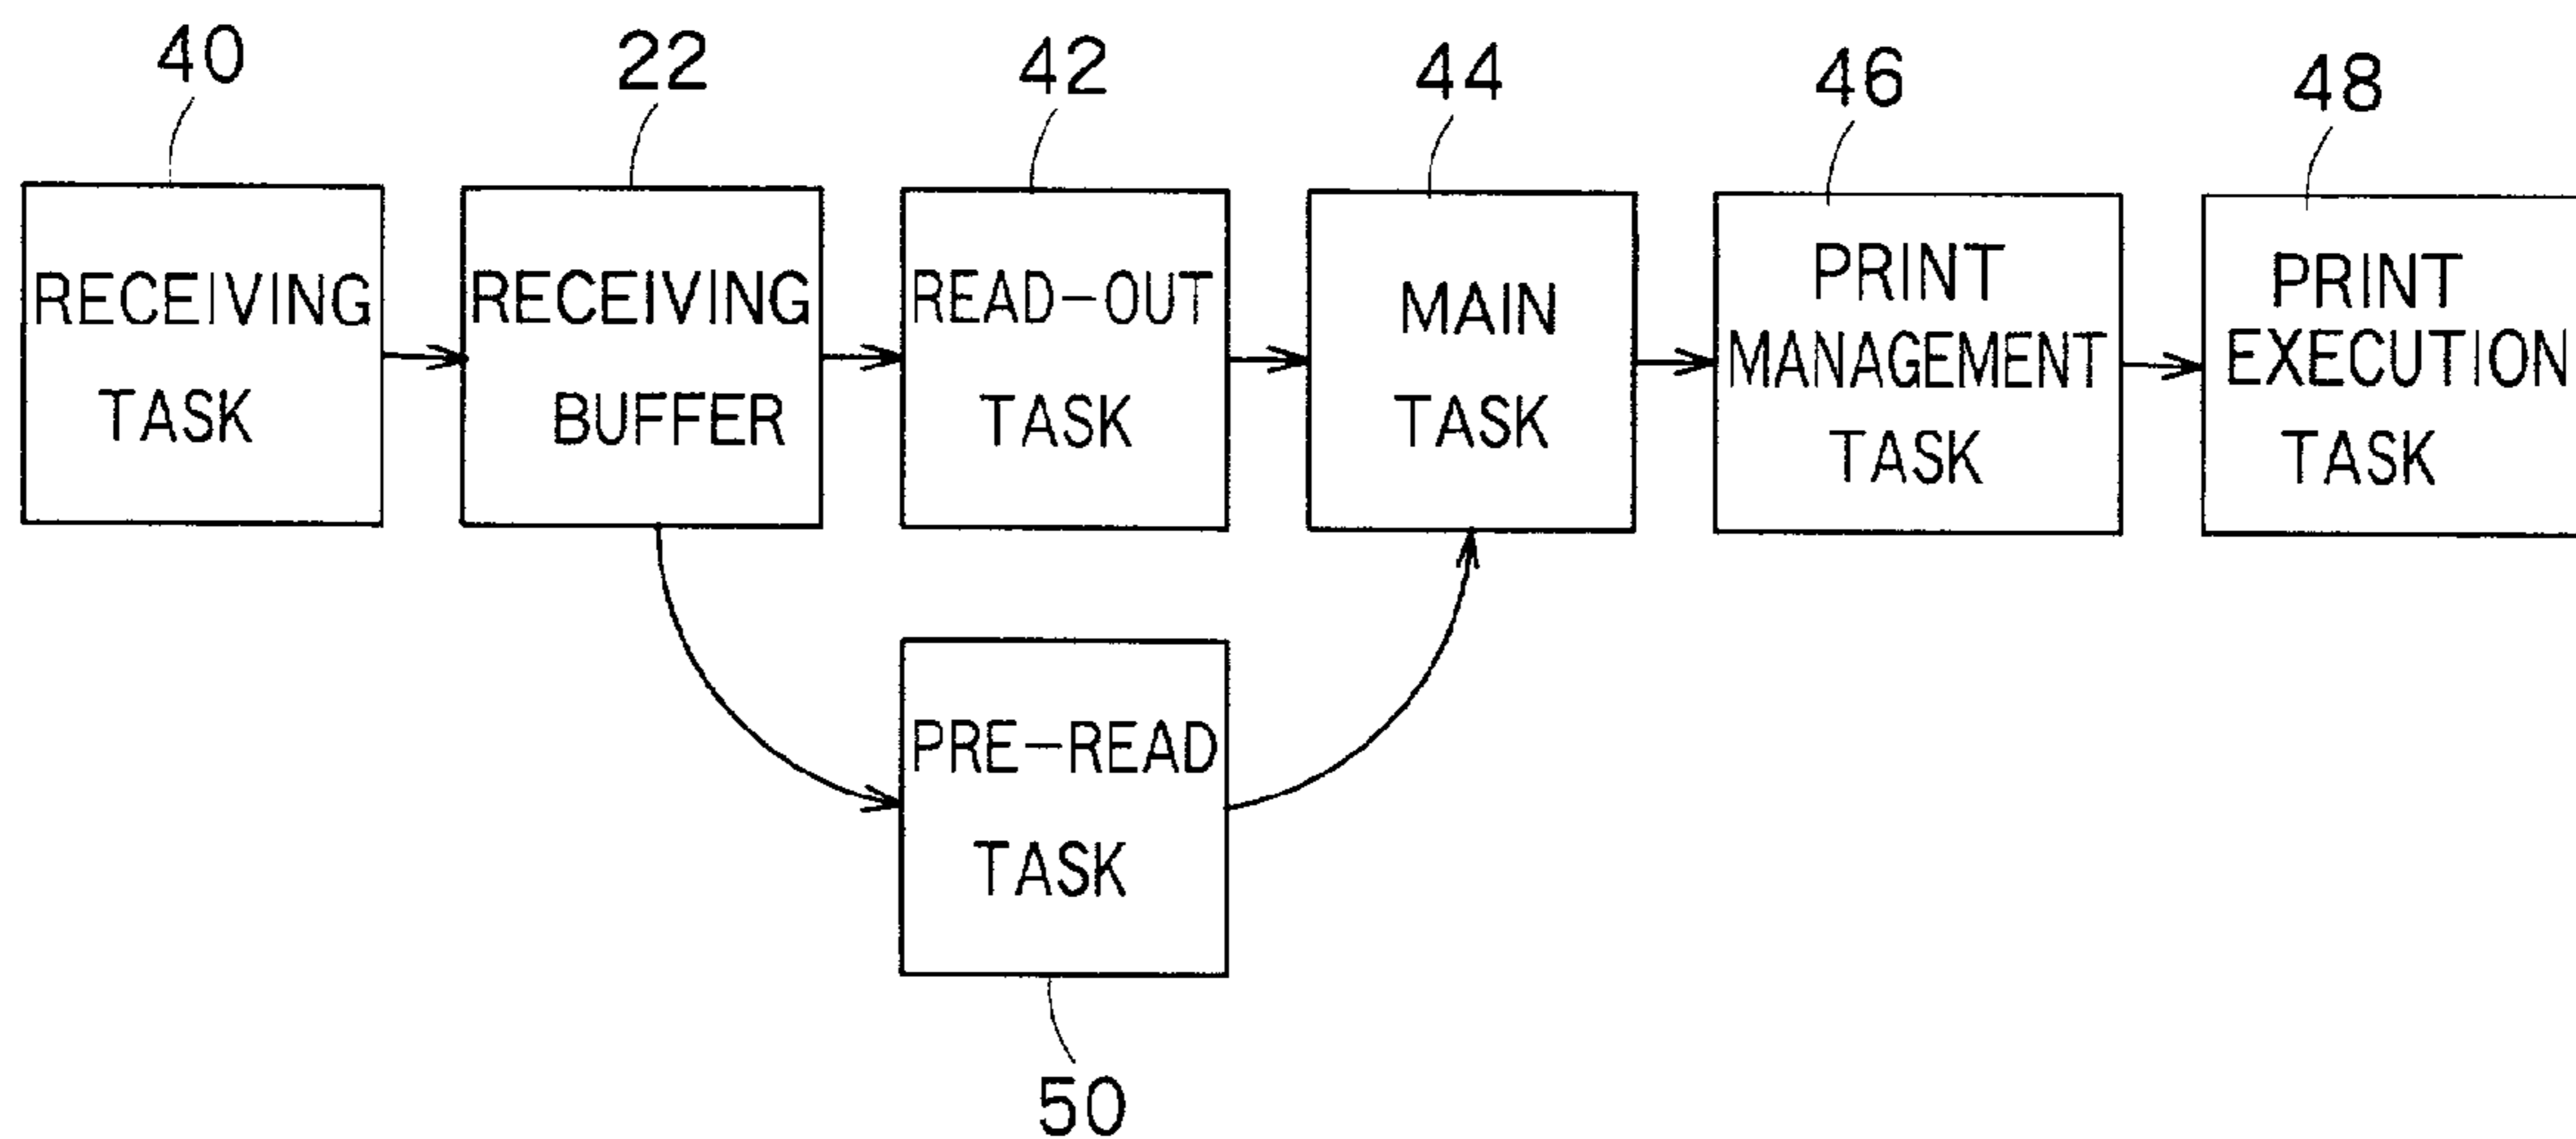 40
22
42
44
46
48
RECEIVING
TASK
RECEIVING
BUFFER
READ-OUT
TASK
MAIN
TASK
PRINT
MANAGEMENT
TASK
PRINT
EXECUTION
TASK
PRE-READ
TASK
50